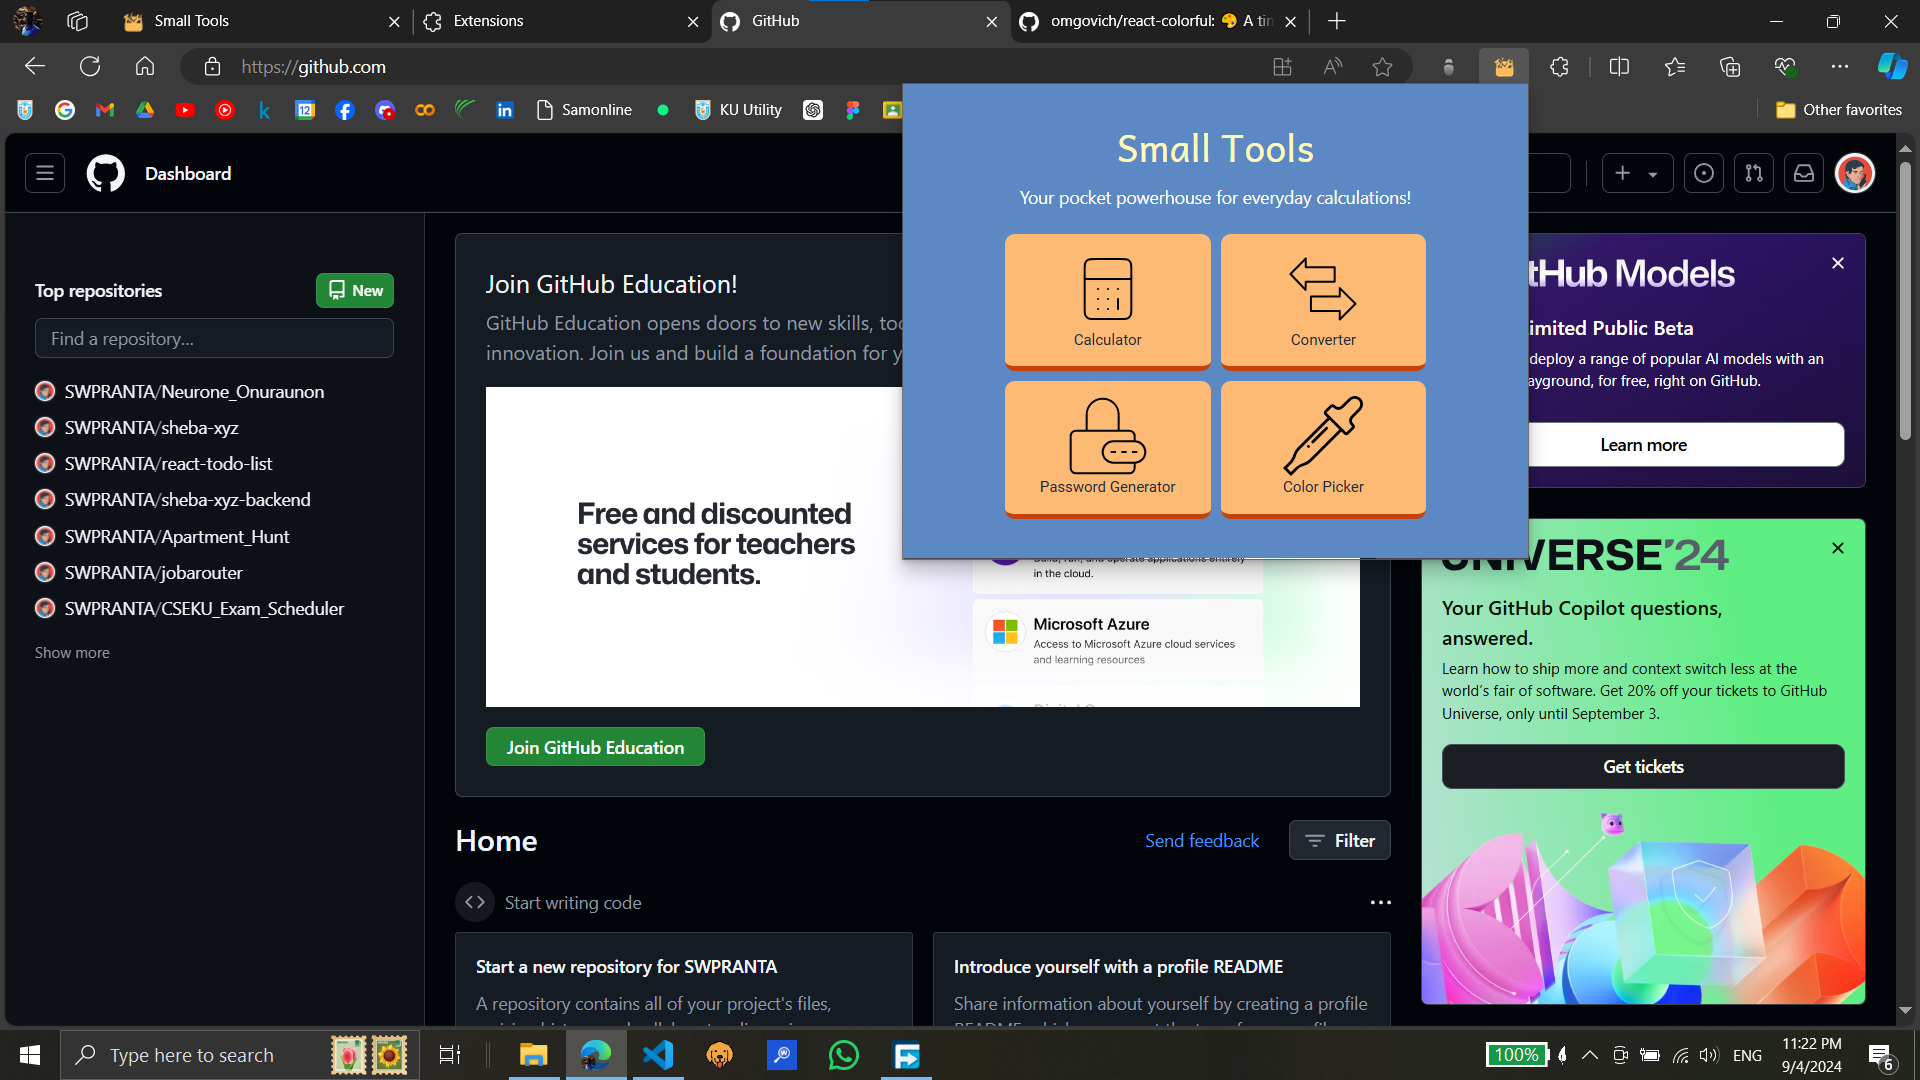 Small Tools
Extensions
GitHub
omgovich/react-colorful: 🎨 A tin
https://github.com
Samonline
KU Utility
Other favorites
Dashboard
Small Tools
Your pocket powerhouse for everyday calculations!
Calculator
Converter
Password Generator
Color Picker
Top repositories
New
Find a repository...
SWPRANTA/Neurone_Onuraunon
SWPRANTA/sheba-xyz
SWPRANTA/react-todo-list
SWPRANTA/sheba-xyz-backend
SWPRANTA/Apartment_Hunt
SWPRANTA/jobarouter
SWPRANTA/CSEKU_Exam_Scheduler
Show more
Join GitHub Education!
GitHub Education opens doors to new skills,
innovation. Join us and build a foundation for
Free and discounted
services for teachers
and students.
in the cloud.
Microsoft Azure
Access to Microsoft Azure cloud services
and learning resources
Join GitHub Education
Home
Send feedback
Filter
Start writing code
Start a new repository for SWPRANTA
A repository contains all of your project's files,
Introduce yourself with a profile README
Share information about yourself by creating a profile
tHub Models
imited Public Beta
deploy a range of popular AI models with an
ayground, for free, right on GitHub.
Learn more
UNIVERSE'24
Your GitHub Copilot questions,
answered.
Learn how to ship more and context switch less at the
world's fair of software. Get 20% off your tickets to GitHub
Universe, only until September 3.
Get tickets
Type here to search
100%
ENG
11:22 PM
9/4/2024
6